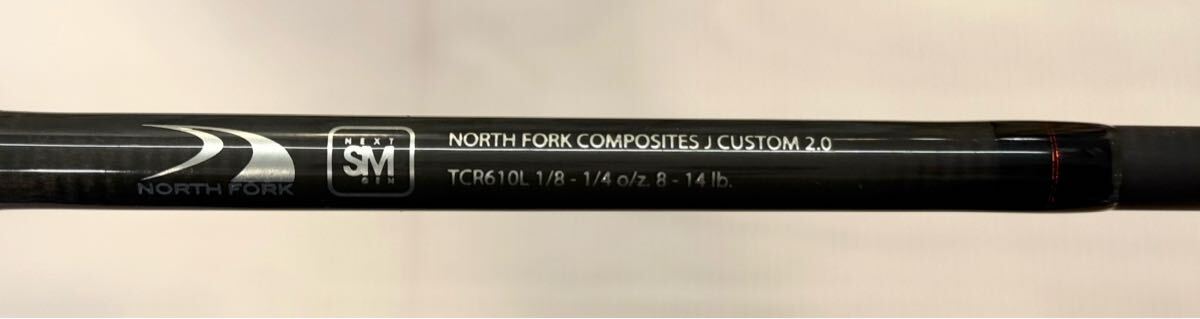 NORTH FORK
NEXT
SM
GEN
NORTH FORK COMPOSITES J CUSTOM 2.0
TCR610L 1/8 - 1/4 o/z. 8 - 14 lb.